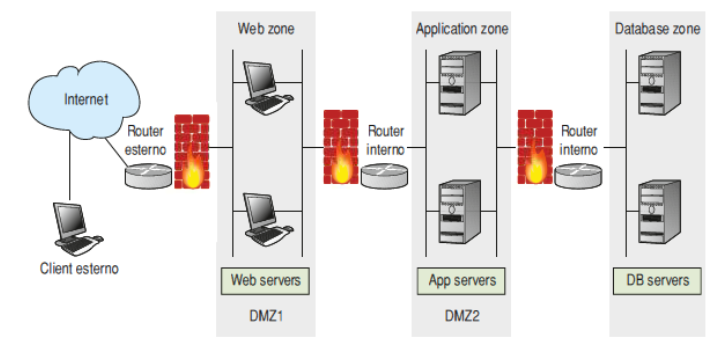 Web zone
Application zone
Database zone
Internet
Router
esterno
Router
interno
Router
interno
Client esterno
Web servers
App servers
DB servers
DMZ1
DMZ2